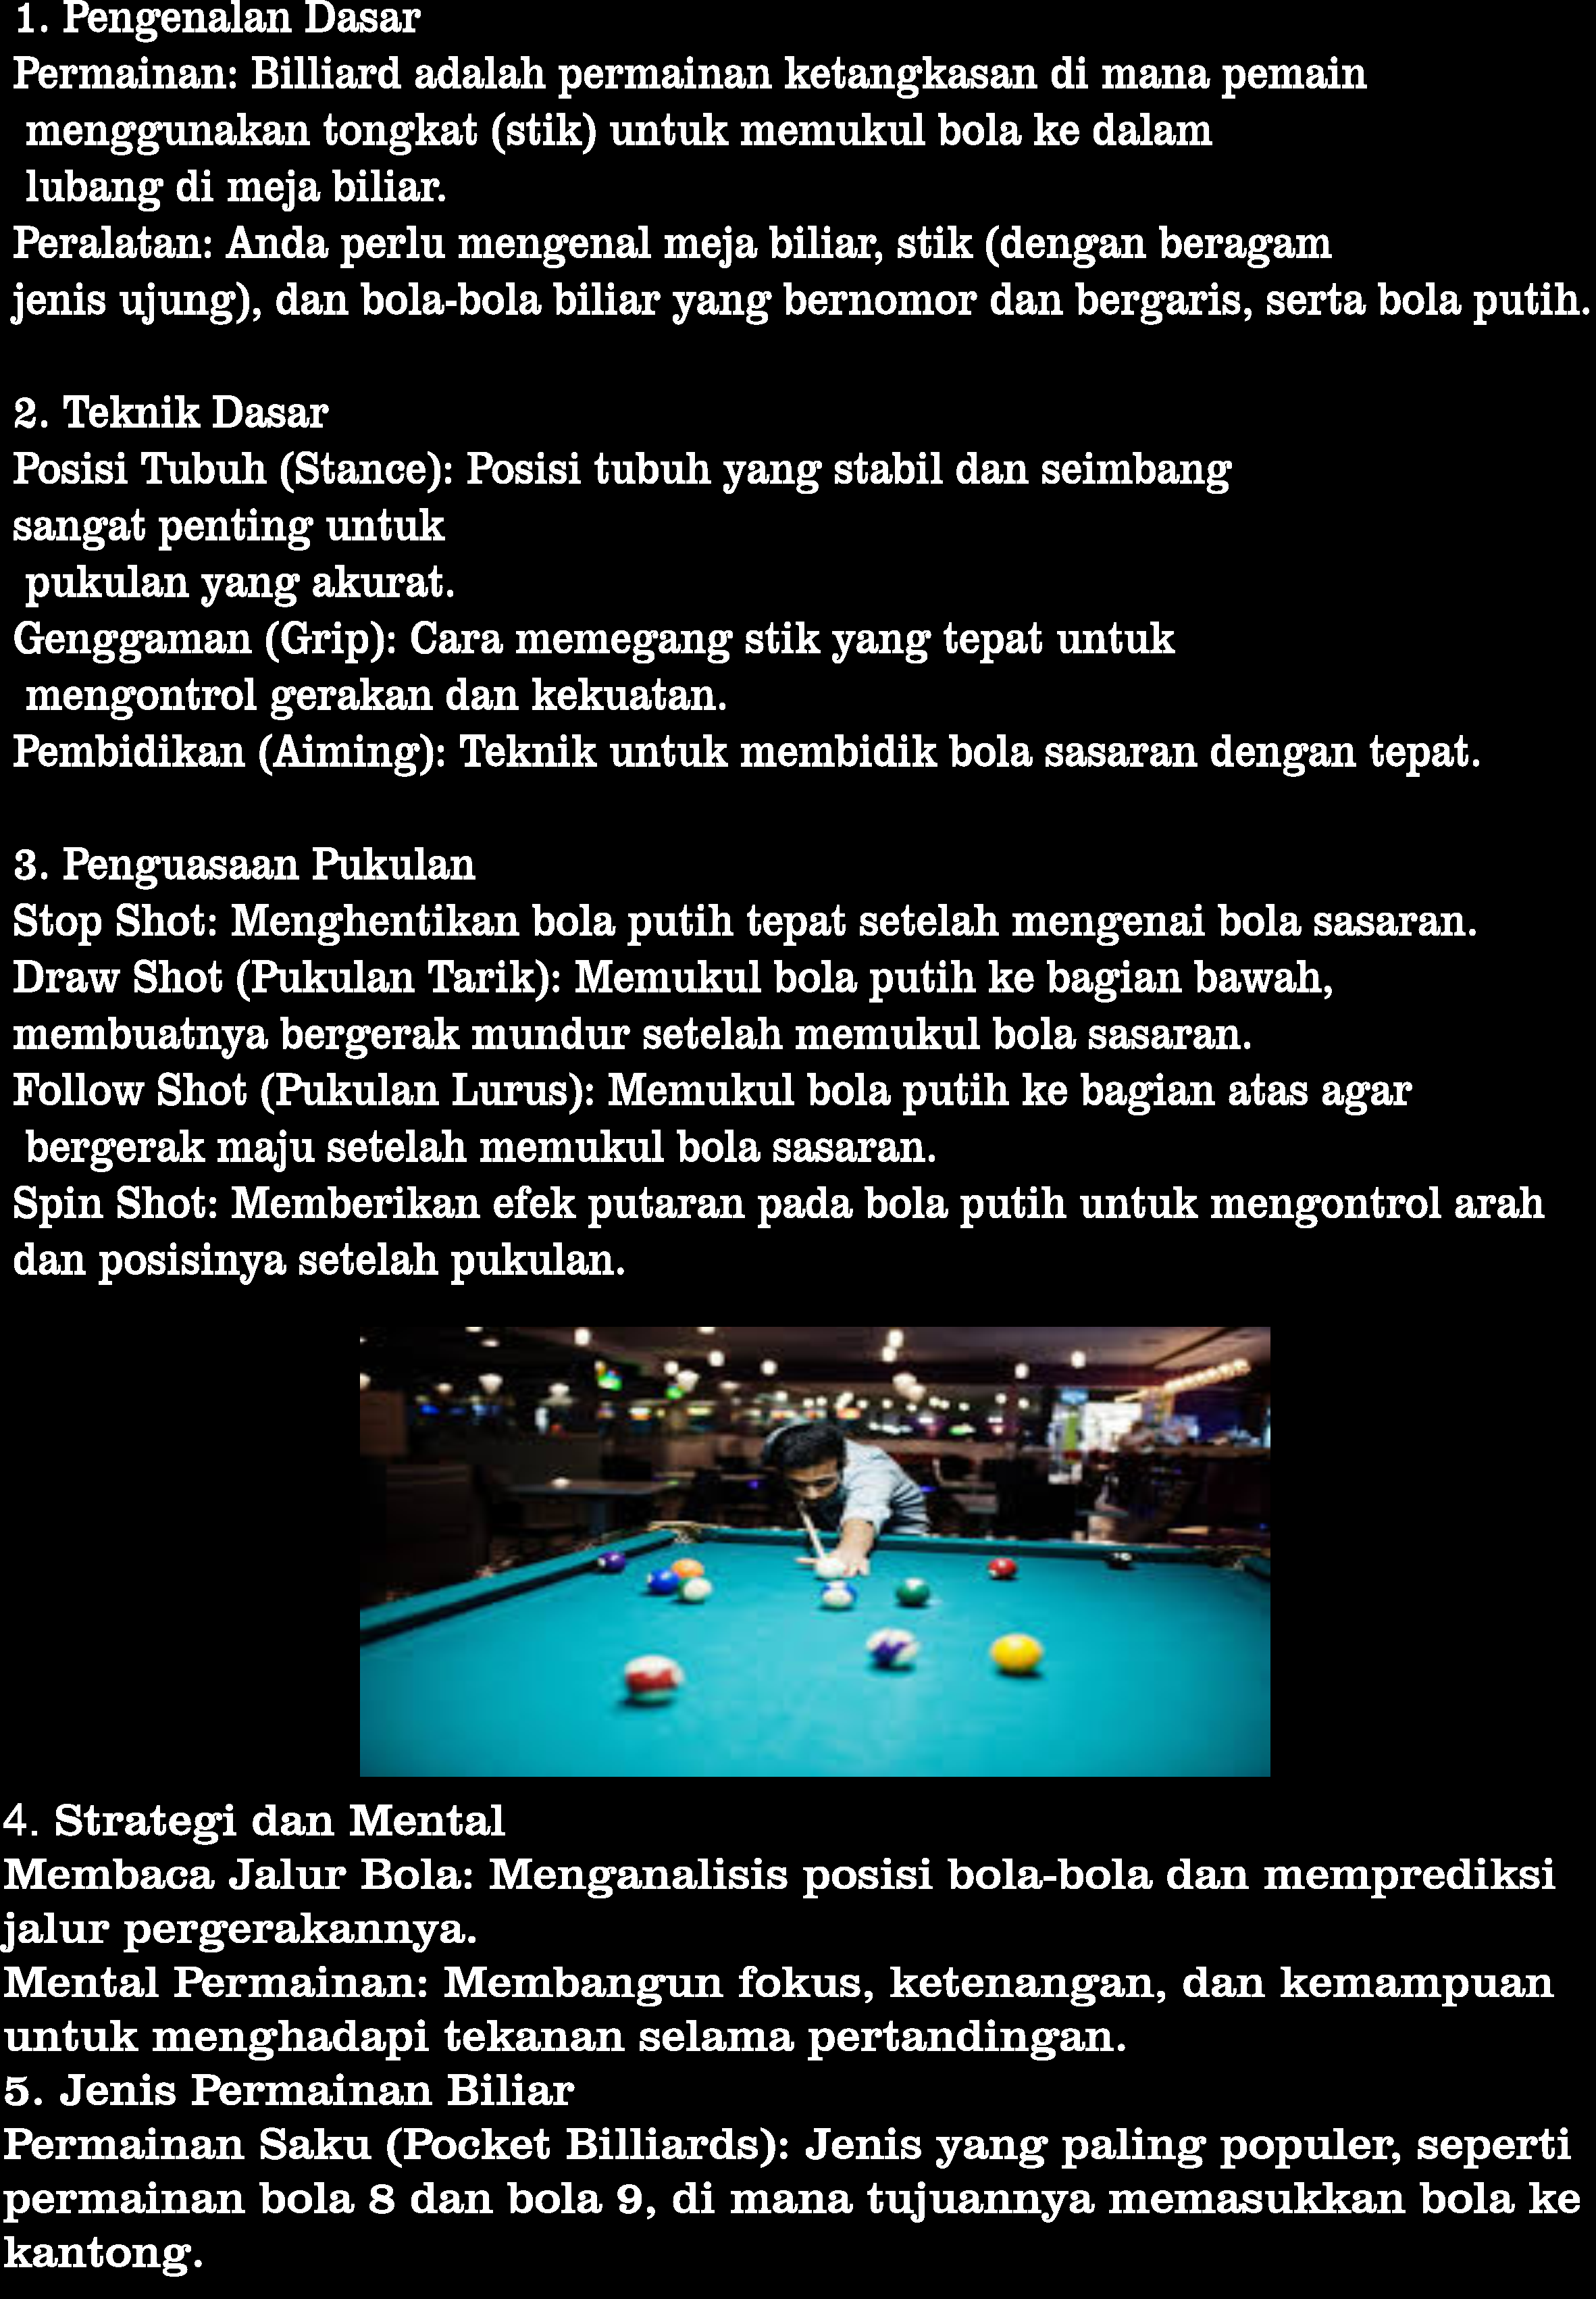 1. Pengenalan Dasar
Permainan: Billiard adalah permainan ketangkasan di mana pemain
menggunakan tongkat (stik) untuk memukul bola ke dalam
lubang di meja biliar.
Peralatan: Anda perlu mengenal meja biliar, stik (dengan beragam
jenis ujung), dan bola-bola biliar yang bernomor dan bergaris, serta bola putih.
2. Teknik Dasar
Posisi Tubuh (Stance): Posisi tubuh yang stabil dan seimbang
sangat penting untuk
pukulan yang akurat.
Genggaman (Grip): Cara memegang stik yang tepat untuk
mengontrol gerakan dan kekuatan.
Pembidikan (Aiming): Teknik untuk membidik bola sasaran dengan tepat.
3. Penguasaan Pukulan
Stop Shot: Menghentikan bola putih tepat setelah mengenai bola sasaran.
Draw Shot (Pukulan Tarik): Memukul bola putih ke bagian bawah,
membuatnya bergerak mundur setelah memukul bola sasaran.
Follow Shot (Pukulan Lurus): Memukul bola putih ke bagian atas agar
bergerak maju setelah memukul bola sasaran.
Spin Shot: Memberikan efek putaran pada bola putih untuk mengontrol arah
dan posisinya setelah pukulan.
4. Strategi dan Mental
Membaca Jalur Bola: Menganalisis posisi bola-bola dan memprediksi
jalur pergerakannya.
Mental Permainan: Membangun fokus, ketenangan, dan kemampuan
untuk menghadapi tekanan selama pertandingan.
5. Jenis Permainan Biliar
Permainan Saku (Pocket Billiards): Jenis yang paling populer, seperti
permainan bola 8 dan bola 9, di mana tujuannya memasukkan bola ke
kantong.